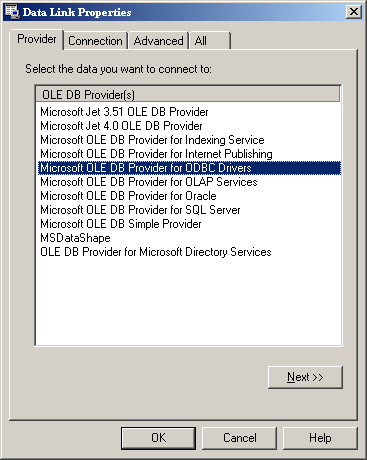 Data Link Properties
Provider Connection Advanced All
Select the data you want to connect to:
OLE DB Provider(s)
Microsoft Jet 3.51 OLE DB Provider
Microsoft Jet 4.0 OLE DB Provider
Microsoft OLE DB Provider for Indexing Service
Microsoft OLE DB Provider for Internet Publishing
Microsoft OLE DB Provider for ODBC Drivers
Microsoft OLE DB Provider for OLAP Services
Microsoft OLE DB Provider for Oracle
Microsoft OLE DB Provider for SQL Server
Microsoft OLE DB Simple Provider
MSDataShape
OLE DB Provider for Microsoft Directory Services
Next >>
OK Cancel Help